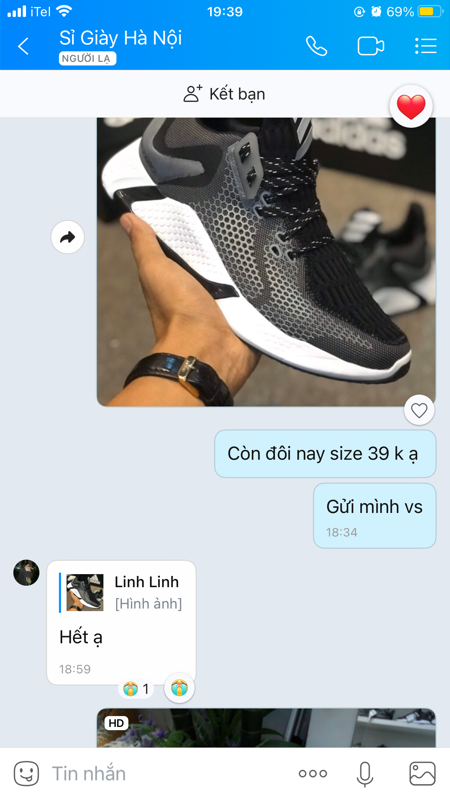 iTel
19:39
69%
Sỉ Giày Hà Nội
NGƯỜI LẠ
Kết bạn
adidas
Còn đôi nay size 39 k ạ
Gửi mình vs
18:34
Linh Linh
[Hình ảnh]
Hết ạ
18:59
1
HD
Tin nhắn